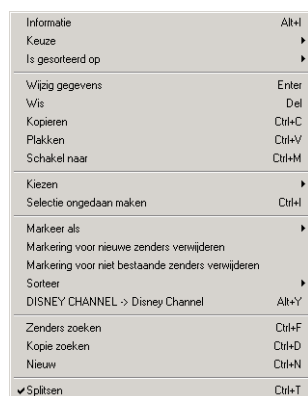 Informatie Alt+I
Keuze
Is gesorteerd op
Wijzig gegevens Enter
Wis Del
Kopieren Ctrl+C
Plakken Ctrl+V
Schakel naar Ctrl+M
Kiezen
Selectie ongedaan maken Ctrl+I
Markeer als
Markering voor nieuwe zenders verwijderen
Markering voor niet bestaande zenders verwijderen
Sorteer
DISNEY CHANNEL -> Disney Channel Alt+Y
Zenders zoeken Ctrl+F
Kopie zoeken Ctrl+D
Nieuw Ctrl+N
Splitsen Ctrl+T